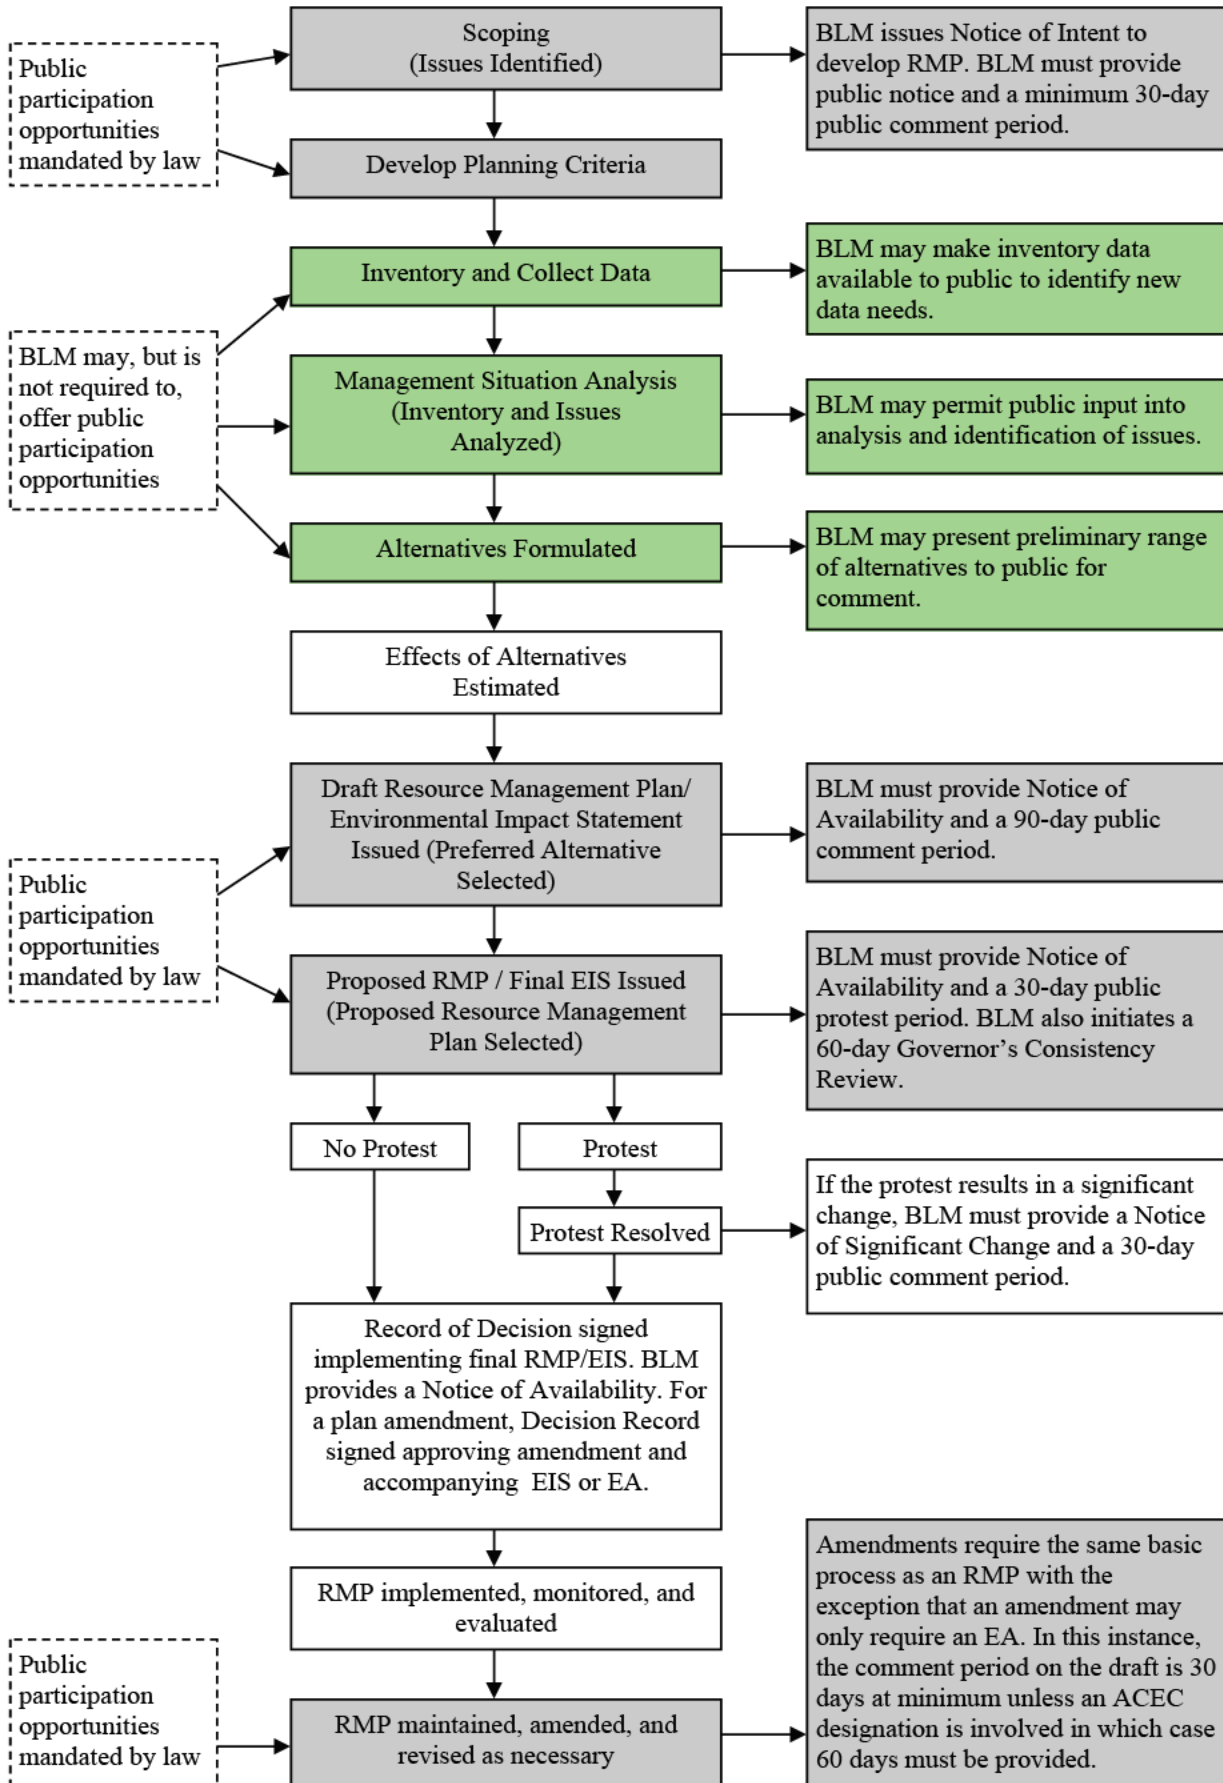 Scoping
(Issues Identified)
BLM issues Notice of Intent to
develop RMP. BLM must provide
public notice and a minimum 30-day
public comment period.
Public
participation
opportunities
mandated by law
Develop Planning Criteria
Inventory and Collect Data
BLM may make inventory data
available to public to identify new
data needs.
BLM may, but is
not required to,
offer public
participation
opportunities
Management Situation Analysis
(Inventory and Issues
Analyzed)
BLM may permit public input into
analysis and identification of issues.
Alternatives Formulated
BLM may present preliminary range
of alternatives to public for
comment.
Effects of Alternatives
Estimated
Draft Resource Management Plan/
Environmental Impact Statement
Issued (Preferred Alternative
Selected)
BLM must provide Notice of
Availability and a 90-day public
comment period.
Public
participation
opportunities
mandated by law
Proposed RMP / Final EIS Issued
(Proposed Resource Management
Plan Selected)
BLM must provide Notice of
Availability and a 30-day public
protest period. BLM also initiates a
60-day Governor’s Consistency
Review.
No Protest
Protest
Protest Resolved
If the protest results in a significant
change, BLM must provide a Notice
of Significant Change and a 30-day
public comment period.
Record of Decision signed
implementing final RMP/EIS. BLM
provides a Notice of Availability. For
a plan amendment, Decision Record
signed approving amendment and
accompanying EIS or EA.
RMP implemented, monitored, and
evaluated
Public
participation
opportunities
mandated by law
RMP maintained, amended, and
revised as necessary
Amendments require the same basic
process as an RMP with the
exception that an amendment may
only require an EA. In this instance,
the comment period on the draft is 30
days at minimum unless an ACEC
designation is involved in which case
60 days must be provided.